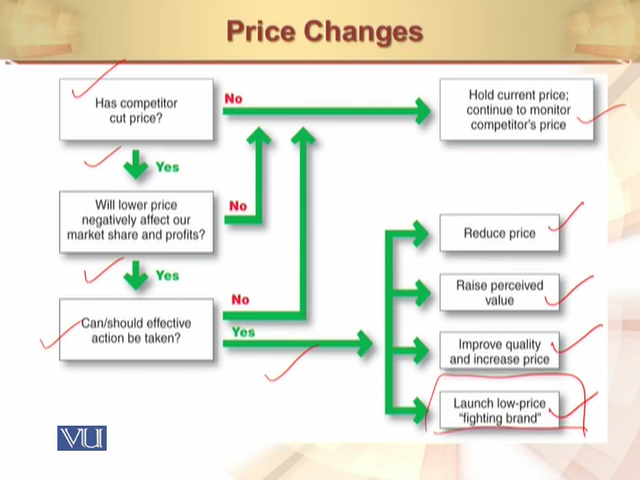 Price Changes
Has competitor
cut price?
No
Hold current price;
continue to monitor
competitor's price
Yes
Will lower price
negatively affect our
market share and profits?
No
Yes
Can/should effective
action be taken?
No
Yes
Reduce price
Raise perceived
value
Improve quality
and increase price
Launch low-price
"fighting brand"
VU